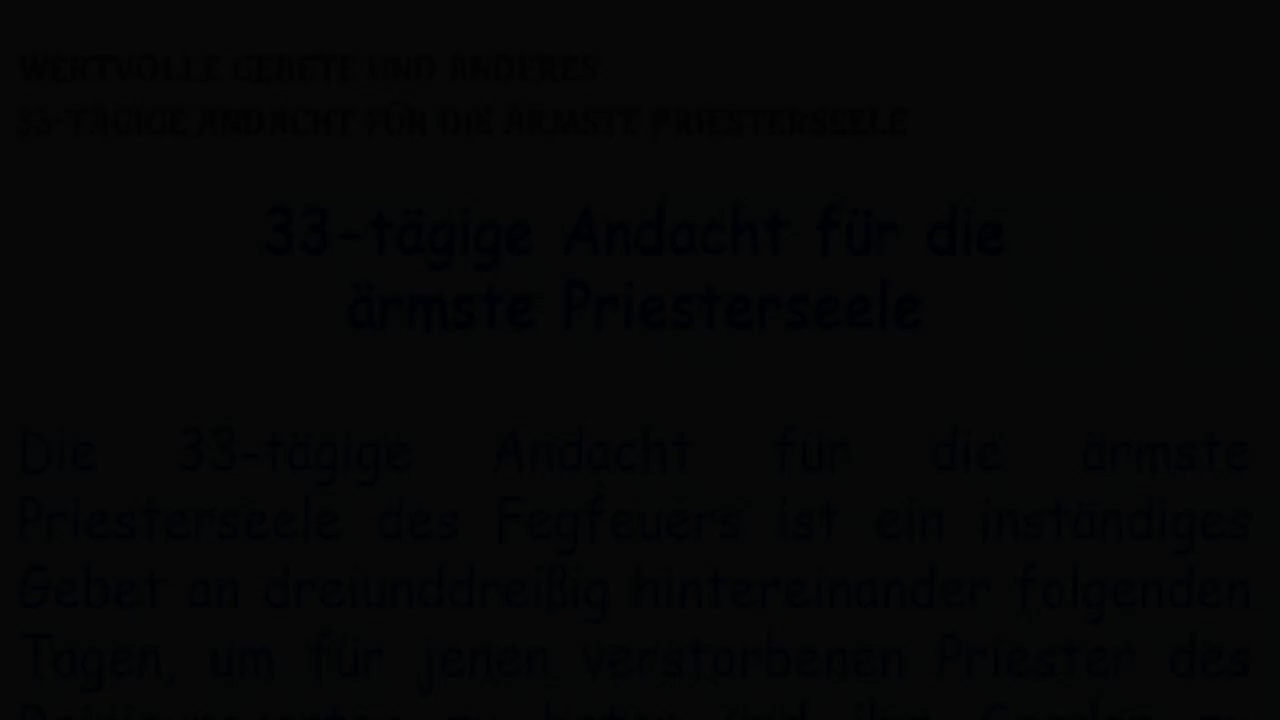 WERTVOLLE GEBETE UND ANDERES
33-TÄGIGE ANDACHT FÜR DIE ÄRMSTE PRIESTERSEELE
33-tägige Andacht für die
ärmste Priesterseele
Die 33-tägige Andacht für die ärmste
Priesterseele des Fegfeuers ist ein inständiges
Gebet an dreiunddreißig hintereinander folgenden
Tagen, um für jenen verstorbenen Priester des